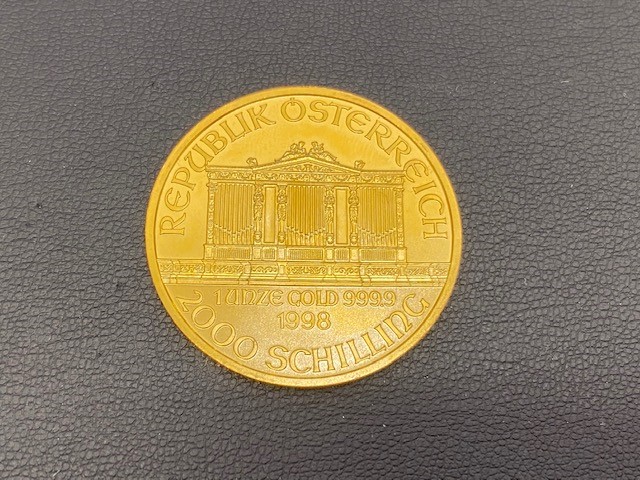 REPUBLIK ÖSTERREICH
1 UNZE GOLD 999.9
1998
2000 SCHILLING